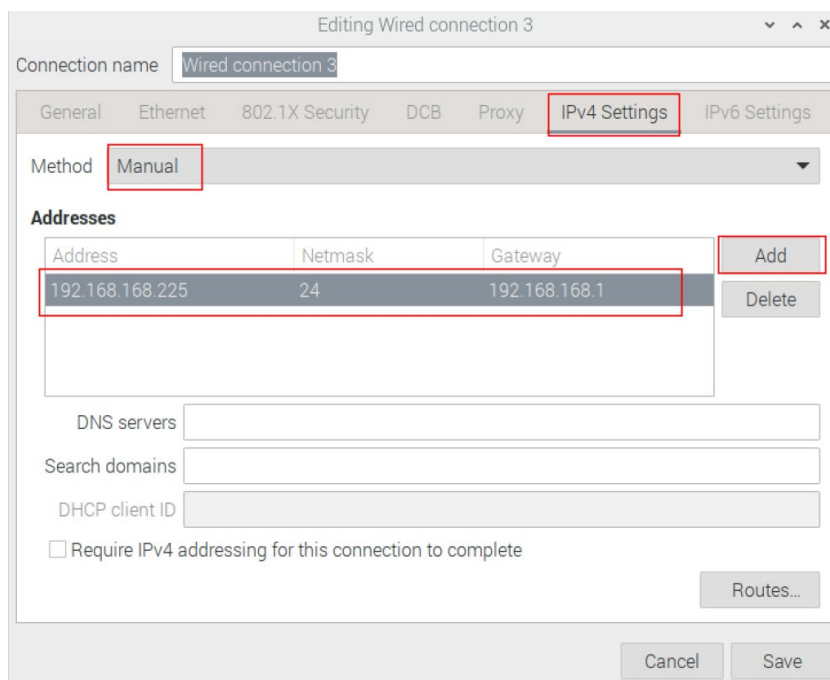 Editing Wired connection 3
Connection name Wired connection 3
General Ethernet 802.1X Security DCB Proxy IPv4 Settings IPv6 Settings
Method Manual
Addresses
Address Netmask Gateway
Add
192.168.168.225 24 192.168.168.1
Delete
DNS servers
Search domains
DHCP client ID
Require IPv4 addressing for this connection to complete
Routes...
Cancel Save